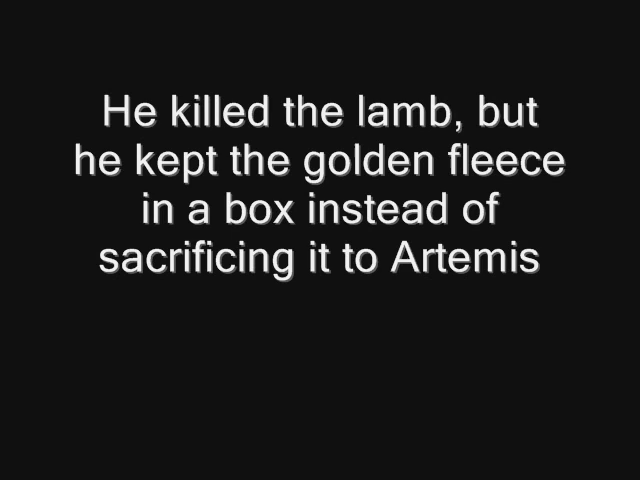 He killed the lamb, but
he kept the golden fleece
in a box instead of
sacrificing it to Artemis